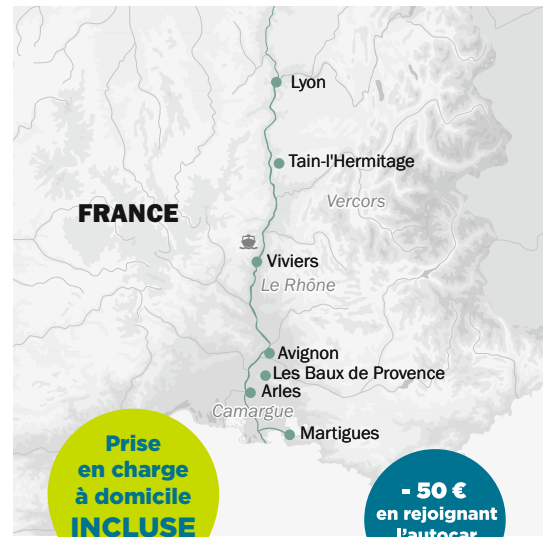 Lyon
Tain-l'Hermitage
Vercors
FRANCE
Viviers
Le Rhône
Avignon
Les Baux de Provence
Arles
Camargue
Martigues
Prise
en charge
à domicile
INCLUSE
- 50 €
en rejoignant
l'autocar